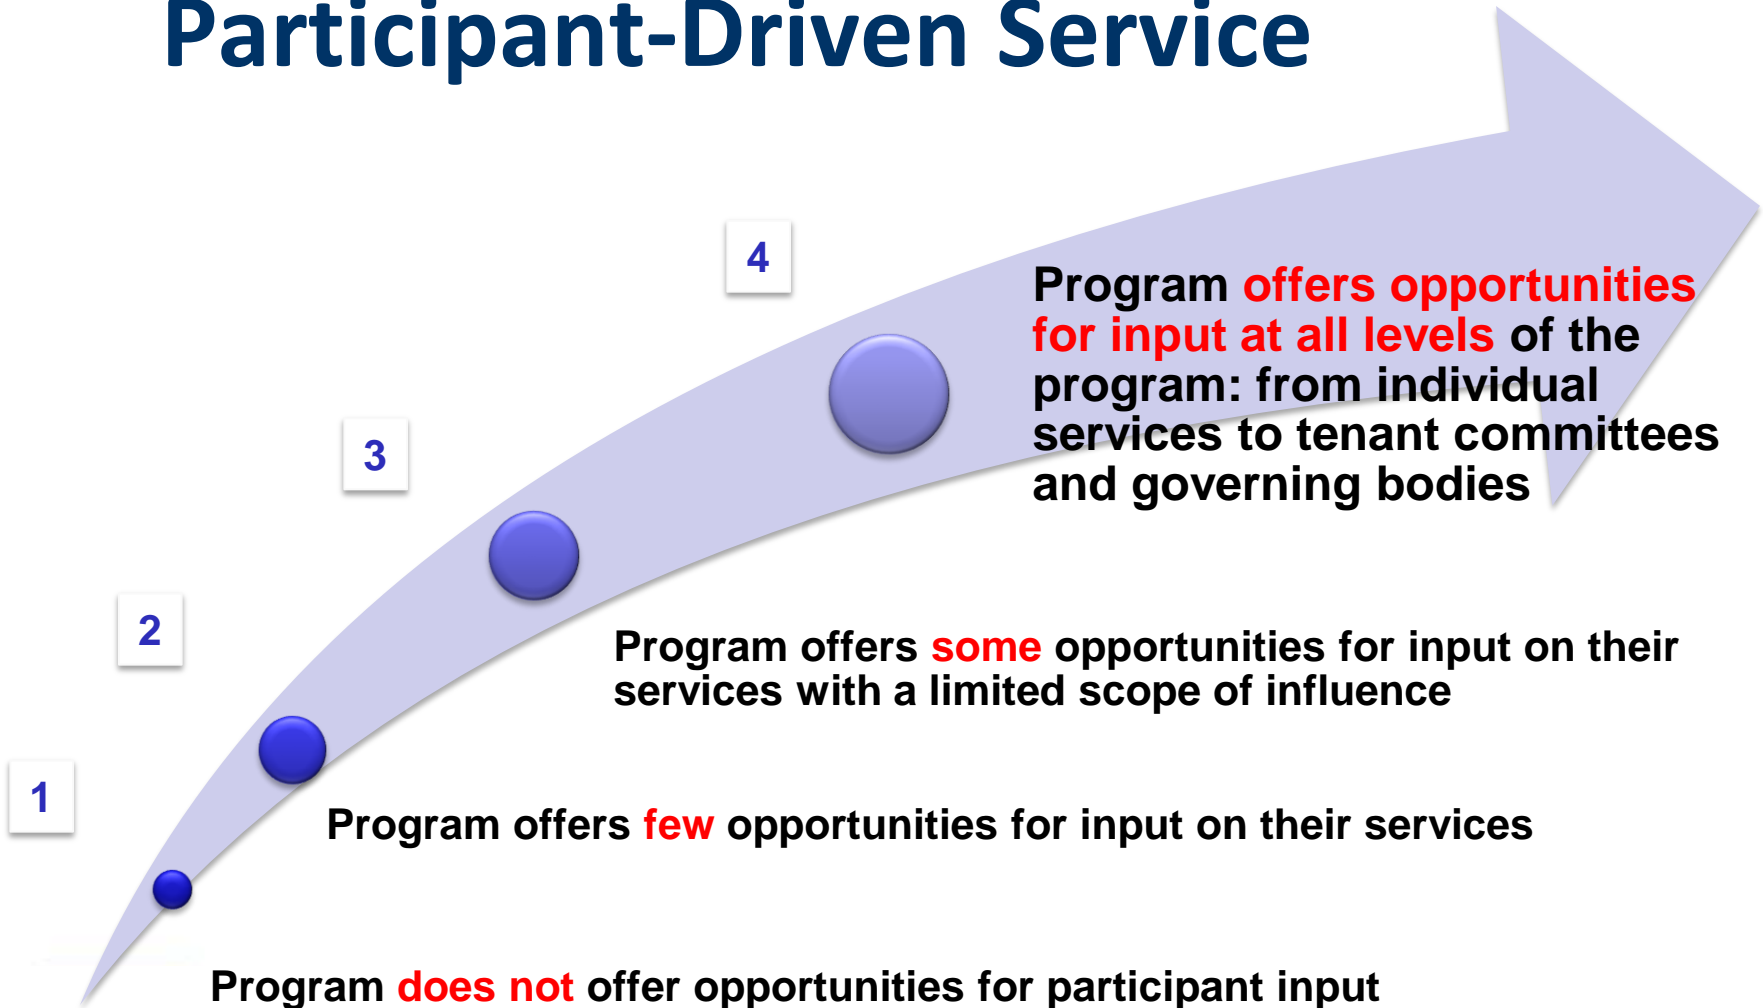 Participant-Driven Service
4
Program offers opportunities
for input at all levels of the
program: from individual
services to tenant committees
and governing bodies
3
Program offers some opportunities for input on their
services with a limited scope of influence
2
Program offers few opportunities for input on their services
1
Program does not offer opportunities for participant input